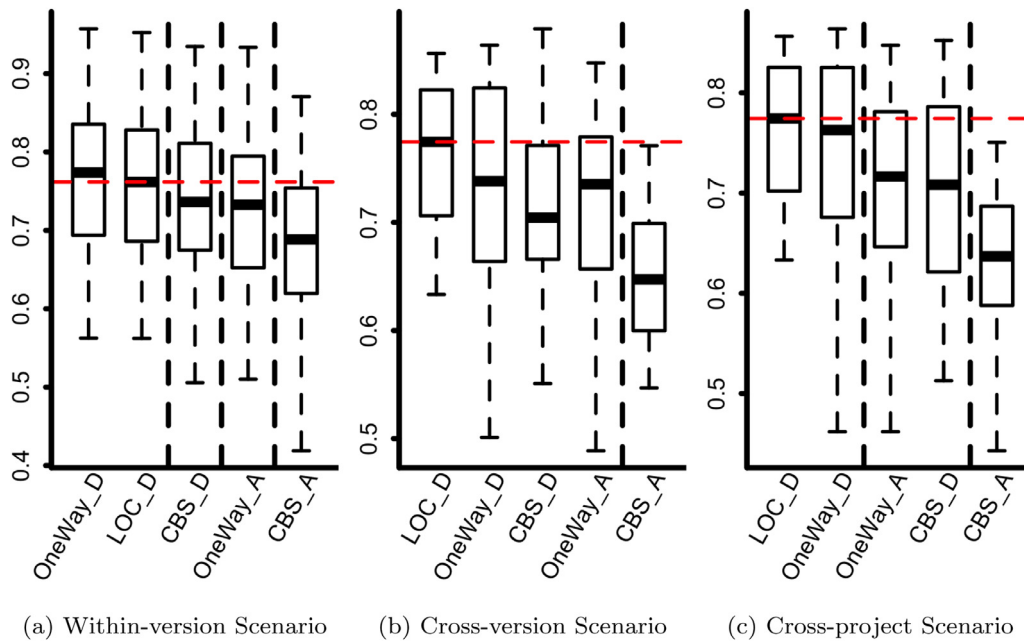 0.9
0.8
0.7
0.6
0.5
0.4
OneWay_D
LOC_D
CBS_D
OneWay_A
CBS_A
(a) Within-version Scenario
0.8
0.7
0.6
0.5
LOC_D
OneWay_D
CBS_D
OneWay_A
CBS_A
(b) Cross-version Scenario
0.8
0.7
0.6
0.5
LOC_D
OneWay_D
OneWay_A
CBS_D
CBS_A
(c) Cross-project Scenario